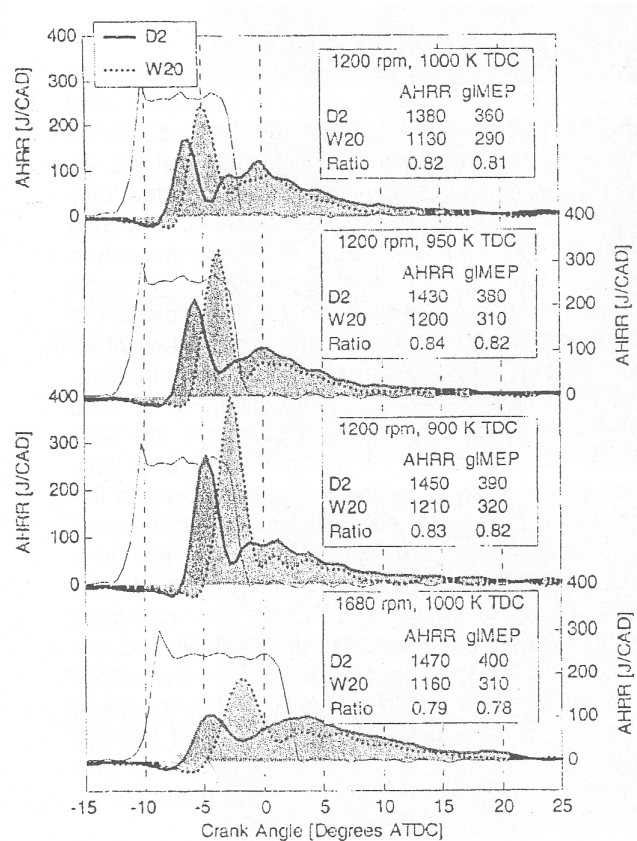 D2
W20
400
300
200
100
0
AHRR [J/CAD]
1200 rpm, 1000 K TDC
AHRR gIMEP
D2 1380 360
W20 1130 290
Ratio 0.82 0.81
400
300
200
100
0
AHRR [J/CAD]
1200 rpm, 950 K TDC
AHRR gIMEP
D2 1430 380
W20 1200 310
Ratio 0.84 0.82
400
300
200
100
0
AHRR [J/CAD]
1200 rpm, 900 K TDC
AHRR gIMEP
D2 1450 390
W20 1210 320
Ratio 0.83 0.82
400
300
200
100
0
AHRR [J/CAD]
1680 rpm, 1000 K TDC
AHRR gIMEP
D2 1470 400
W20 1160 310
Ratio 0.79 0.78
-15 -10 -5 0 5 10 15 20 25
Crank Angle [Degrees ATDC]